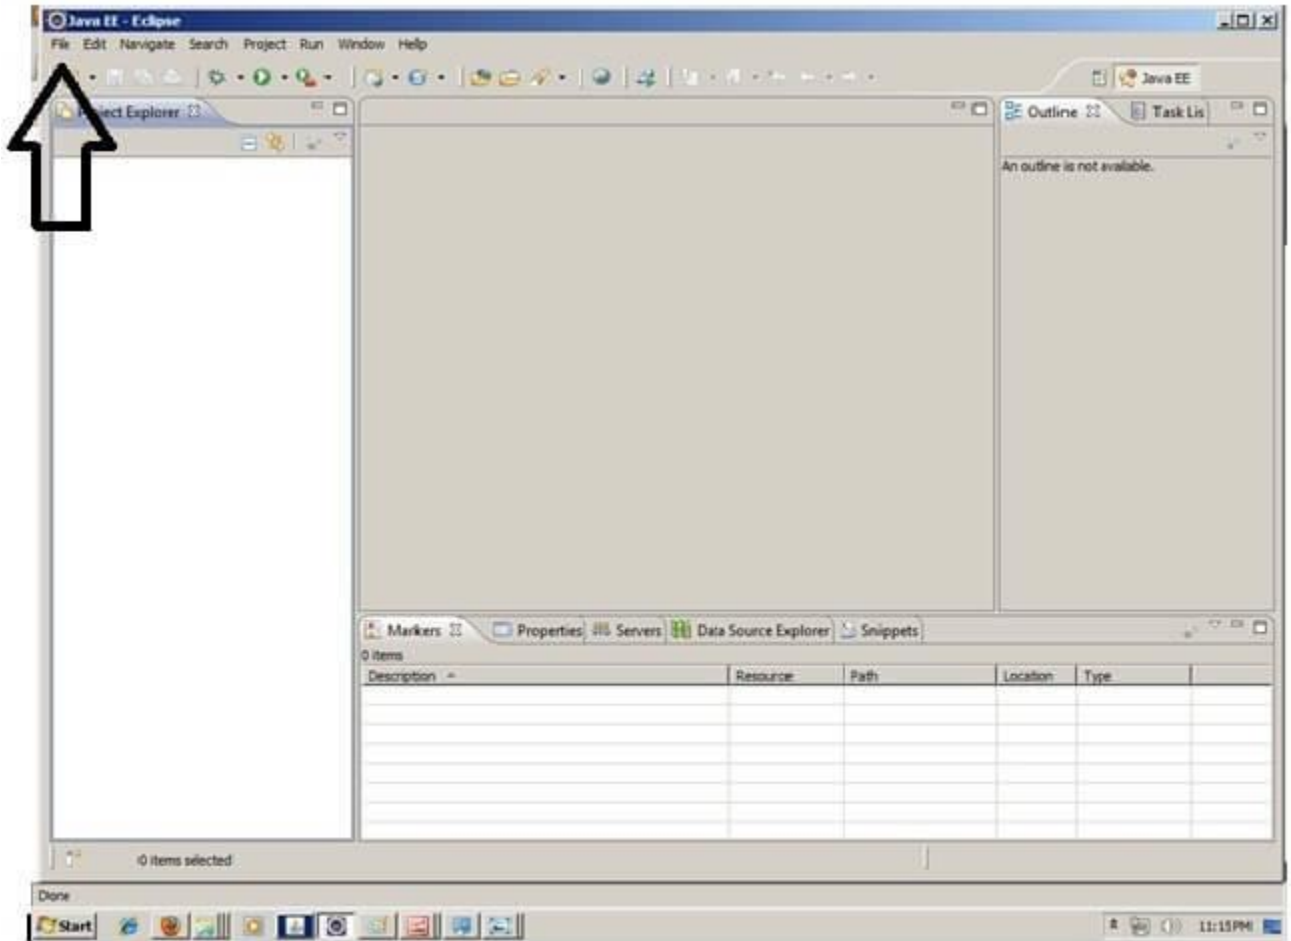 Java EE - Eclipse
File Edit Navigate Search Project Run Window Help
Java EE
Explorer
Outline
Task Lis
An outline is not available.
Markers
Properties
Servers
Data Source Explorer
Snippets
0 items
Description
Resource
Path
Location
Type
0 items selected
Done
Start
11:15PM